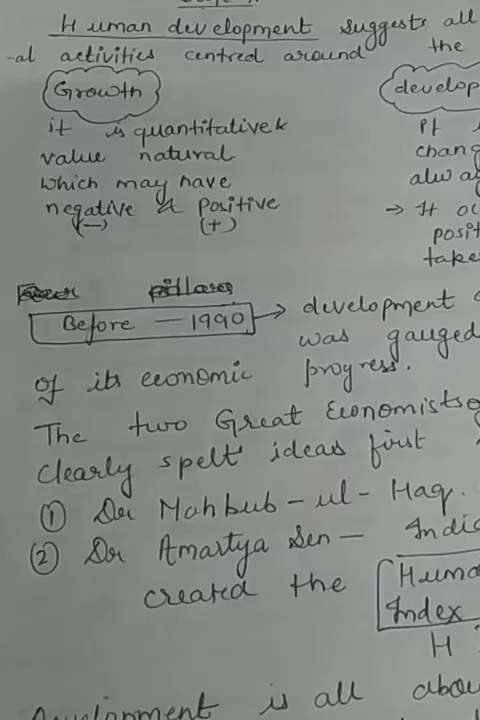 Human development suggests all
-al activities centred around the
Growth
it is quantitative &
value natural
which may have
negative & positive
(-) (+)
develop
It
chang
always
→ It oc
posit
take
pillars
Before — 1990 → development
was gauged
of its economic progress.
The two Great Economists
clearly spelt ideas first
① Dr Mahbub-ul-Haq.
② Dr Amartya Sen — India
created the Huma
Index
H
is all abou